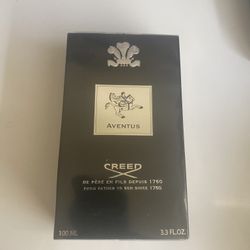 AVENTUS
CREED
DE PÈRE EN FILS DEPUIS 1760
FROM FATHER TO SON SINCE 1760
100 ML 3.3 FL.OZ.